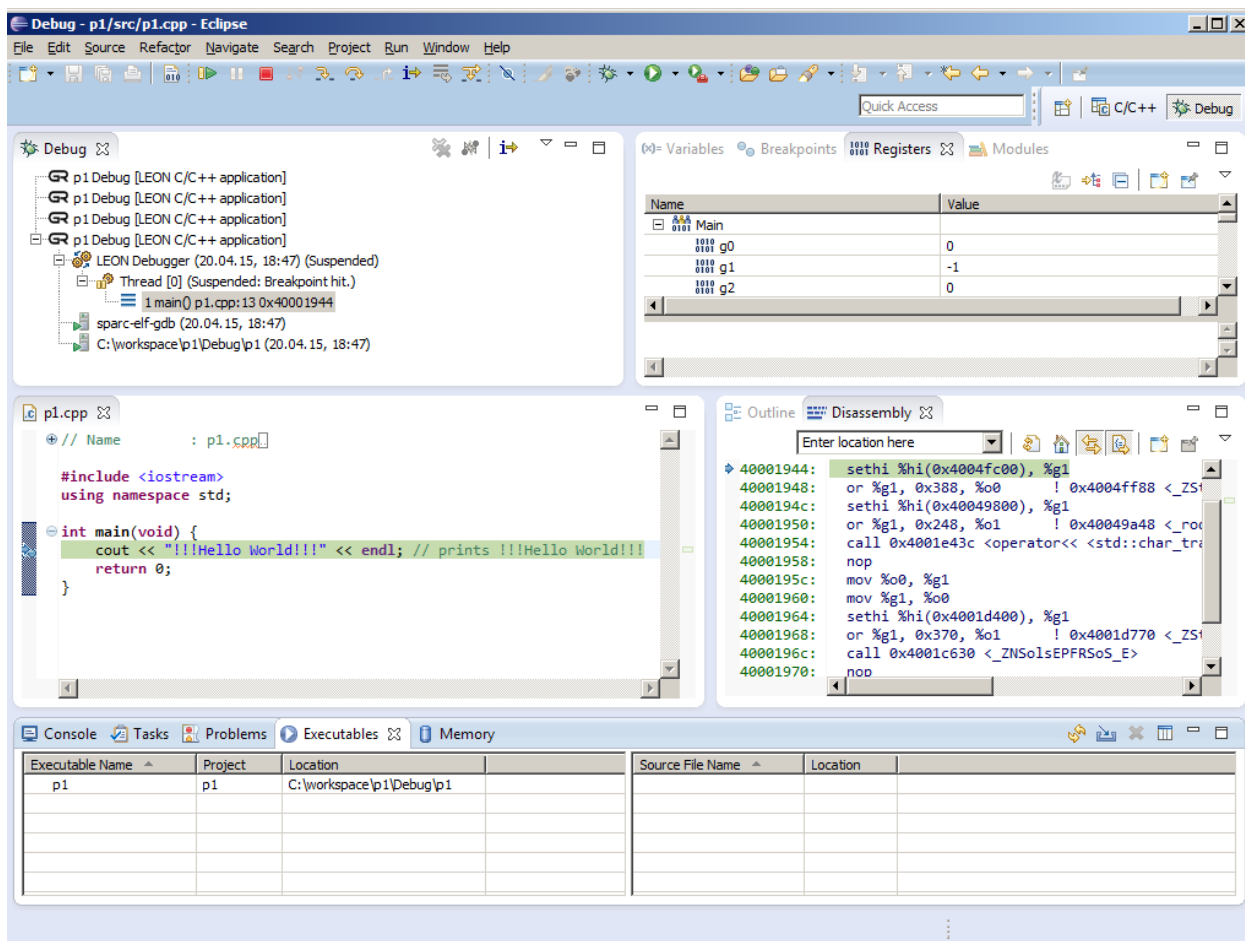 Debug - p1/src/p1.cpp - Eclipse
File Edit Source Refactor Navigate Search Project Run Window Help
Quick Access C/C++ Debug
Debug
p1 Debug [LEON C/C++ application]
p1 Debug [LEON C/C++ application]
p1 Debug [LEON C/C++ application]
p1 Debug [LEON C/C++ application]
LEON Debugger (20.04.15, 18:47) (Suspended)
Thread [0] (Suspended: Breakpoint hit.)
1 main() p1.cpp:13 0x40001944
sparc-elf-gdb (20.04.15, 18:47)
C:\workspace\p1\Debug\p1 (20.04.15, 18:47)
(x)= Variables Breakpoints Registers Modules
Name Value
Main
g0 0
g1 -1
g2 0
p1.cpp
// Name : p1.cpp
#include <iostream>
using namespace std;
int main(void) {
cout << "!!!Hello World!!!" << endl; // prints !!!Hello World!!!
return 0;
}
Outline Disassembly
Enter location here
40001944: sethi %hi(0x4004fc00), %g1
40001948: or %g1, 0x388, %o0 ! 0x4004ff88 <_ZSt
4000194c: sethi %hi(0x40049800), %g1
40001950: or %g1, 0x248, %o1 ! 0x40049a48 <_roo
40001954: call 0x4001e43c <operator<< <std::char_tra
40001958: nop
4000195c: mov %o0, %g1
40001960: mov %g1, %o0
40001964: sethi %hi(0x4001d400), %g1
40001968: or %g1, 0x370, %o1 ! 0x4001d770 <_ZSt
4000196c: call 0x4001c630 <_ZNSolsEPFRSoS_E>
40001970: nop
Console Tasks Problems Executables Memory
Executable Name Project Location
p1 p1 C:\workspace\p1\Debug\p1
Source File Name Location